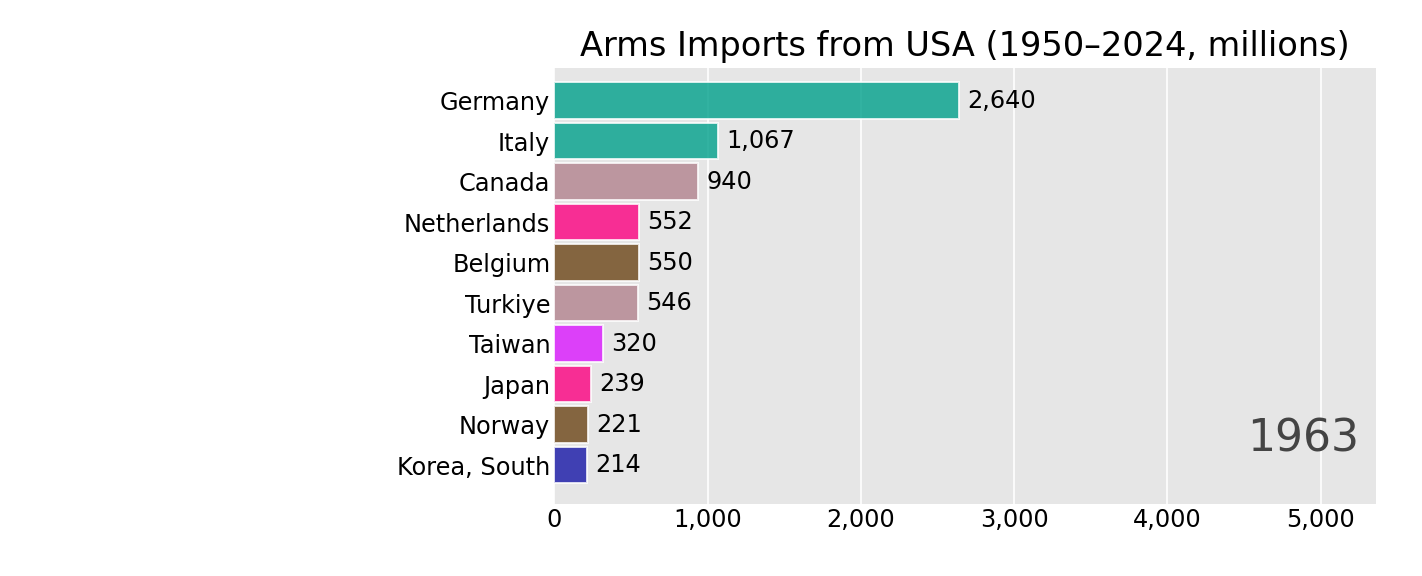 Arms Imports from USA (1950–2024, millions)
Germany 2,640
Italy 1,067
Canada 940
Netherlands 552
Belgium 550
Turkiye 546
Taiwan 320
Japan 239
Norway 221
Korea, South 214
1963
0 1,000 2,000 3,000 4,000 5,000